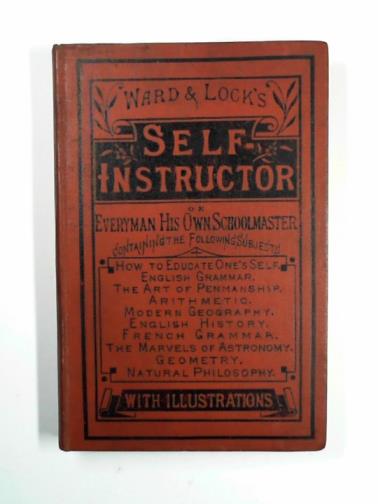 WARD & LOCK'S
SELF-
INSTRUCTOR
OR
EVERYMAN HIS OWN SCHOOLMASTER
CONTAINING THE FOLLOWING SUBJECTS
HOW TO EDUCATE ONE'S SELF.
ENGLISH GRAMMAR.
THE ART OF PENMANSHIP.
ARITHMETIC.
MODERN GEOGRAPHY.
ENGLISH HISTORY.
FRENCH GRAMMAR.
THE MARVELS OF ASTRONOMY.
GEOMETRY.
NATURAL PHILOSOPHY.
WITH ILLUSTRATIONS